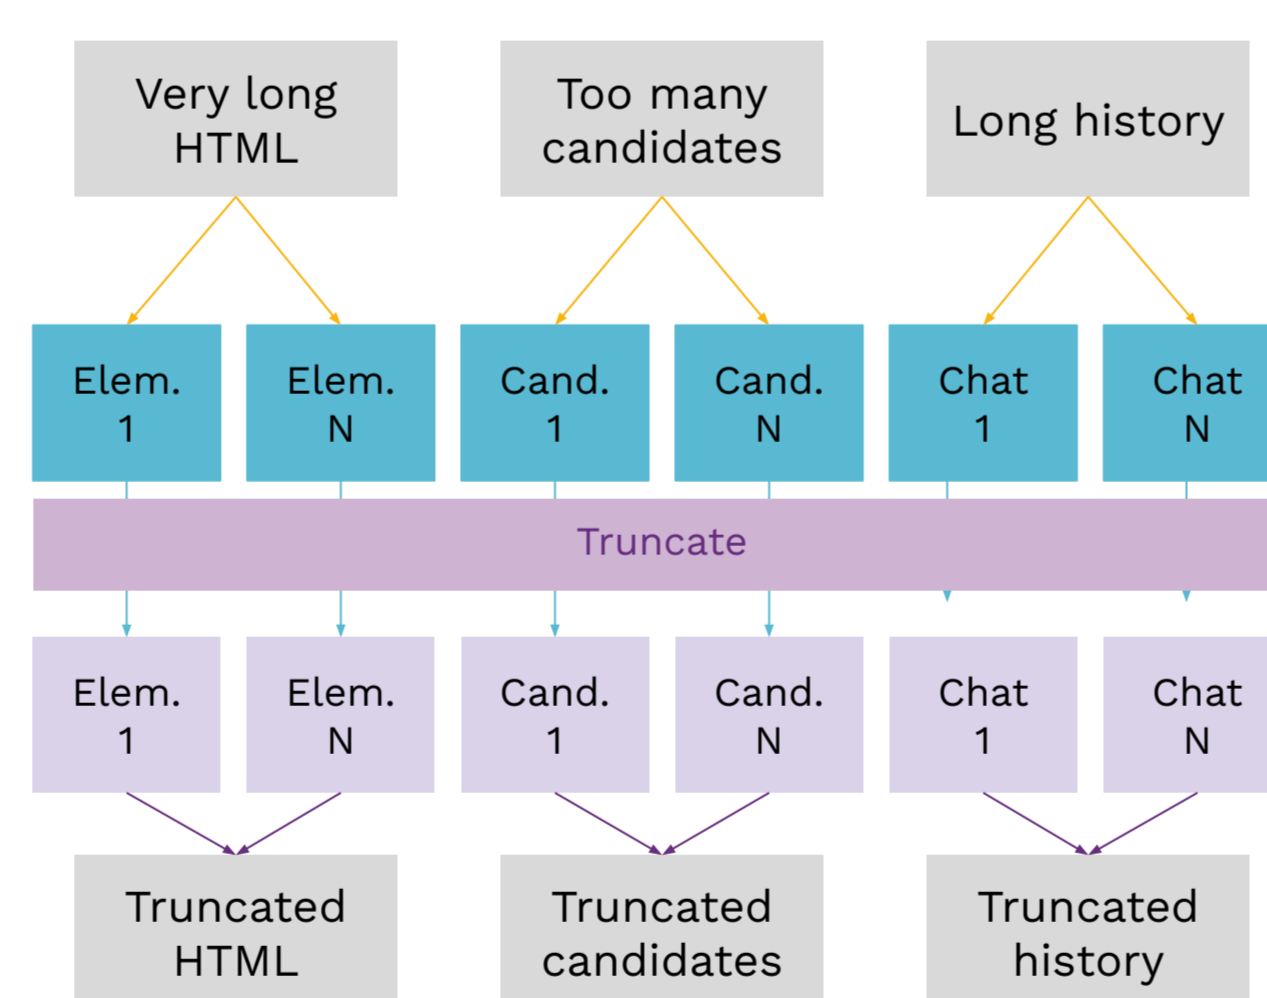 Very long
HTML
Too many
candidates
Long history
Elem.
1
Elem.
N
Cand.
1
Cand.
N
Chat
1
Chat
N
Truncate
Elem.
1
Elem.
N
Cand.
1
Cand.
N
Chat
1
Chat
N
Truncated
HTML
Truncated
candidates
Truncated
history